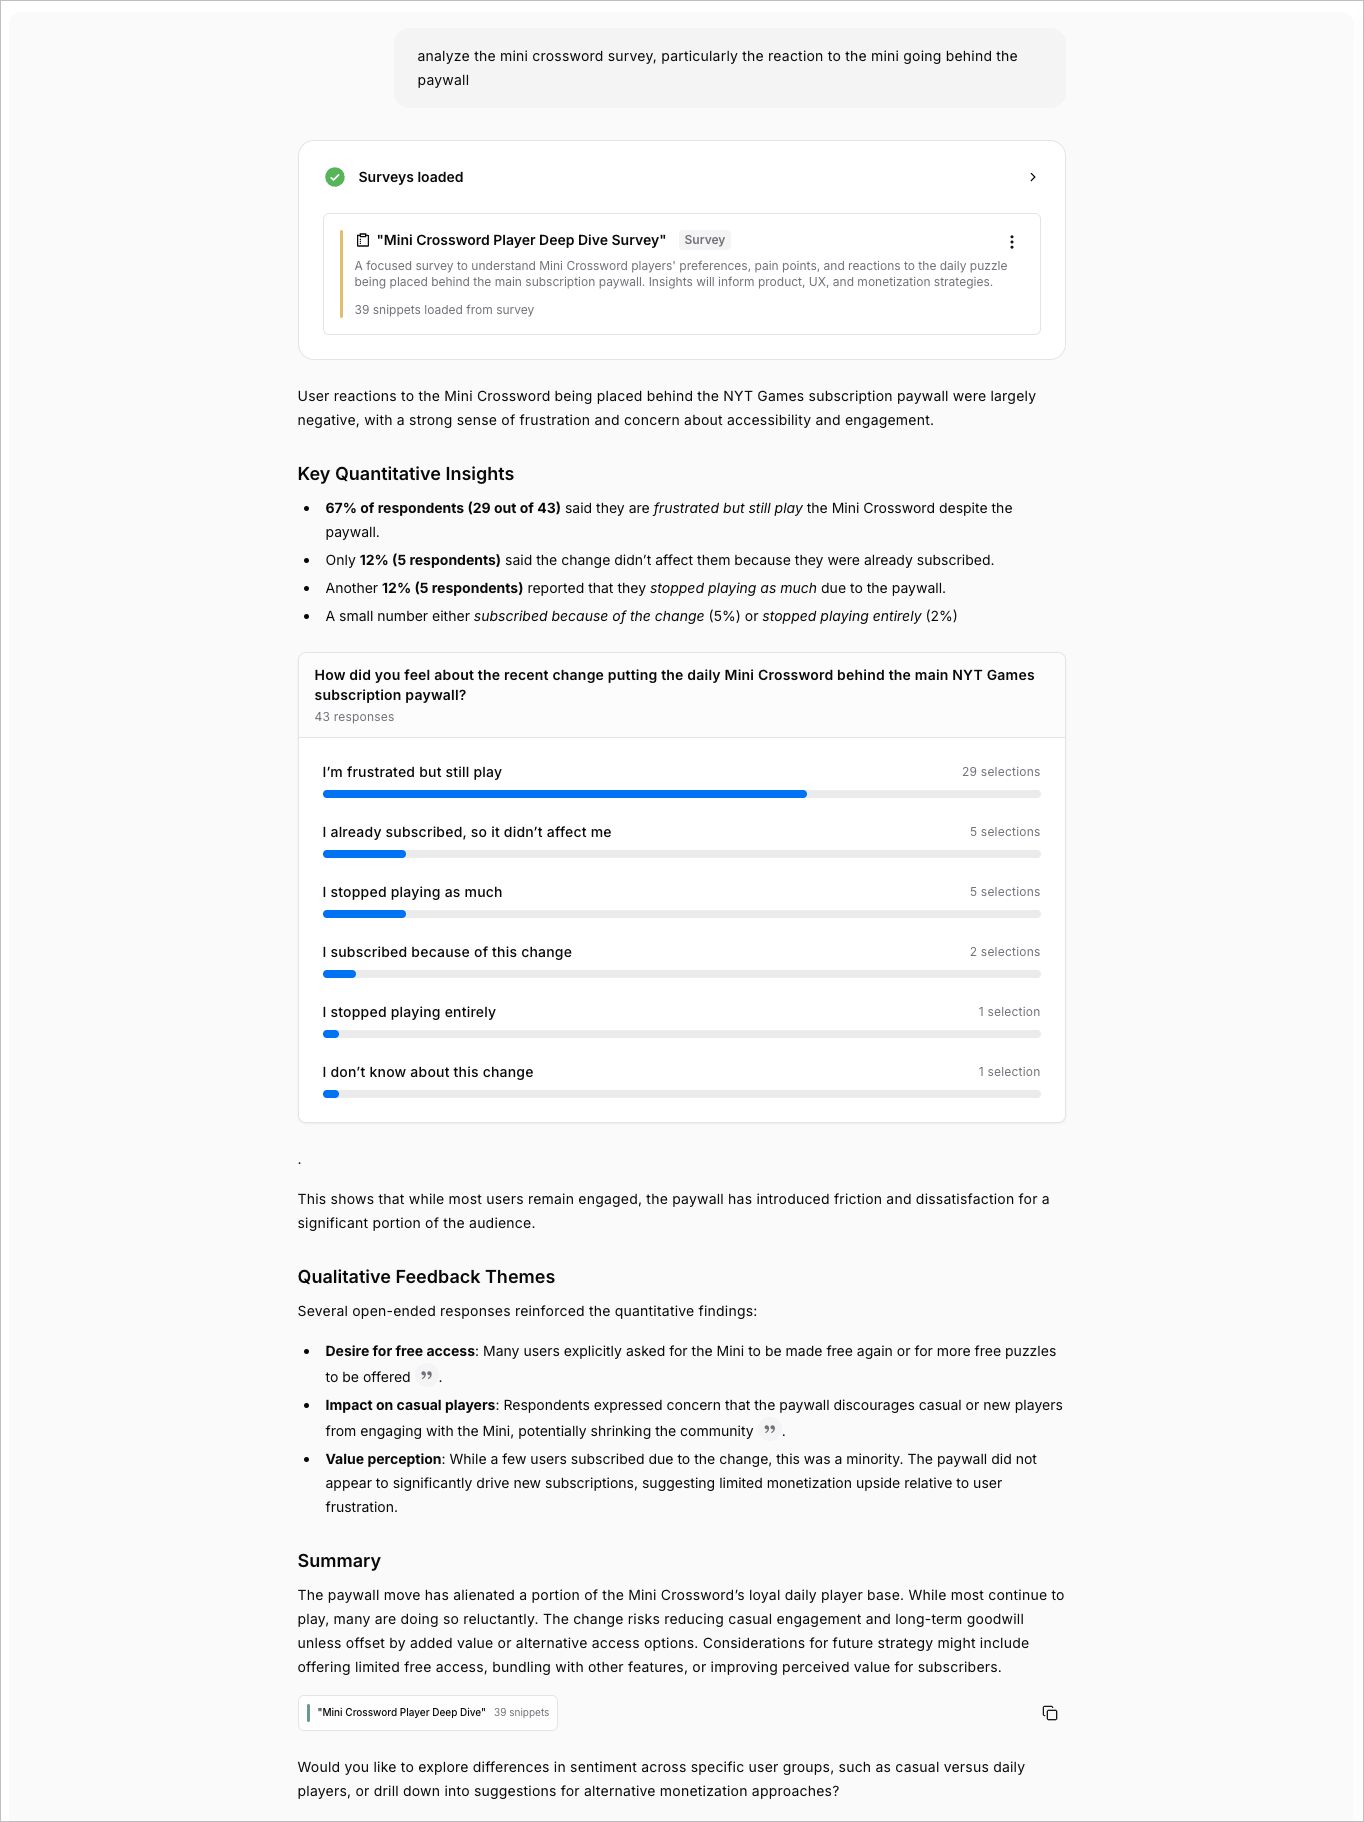 analyze the mini crossword survey, particularly the reaction to the mini going behind the
paywall
Surveys loaded
"Mini Crossword Player Deep Dive Survey" Survey
A focused survey to understand Mini Crossword players' preferences, pain points, and reactions to the daily puzzle
being placed behind the main subscription paywall. Insights will inform product, UX, and monetization strategies.
39 snippets loaded from survey
User reactions to the Mini Crossword being placed behind the NYT Games subscription paywall were largely
negative, with a strong sense of frustration and concern about accessibility and engagement.
Key Quantitative Insights
• 67% of respondents (29 out of 43) said they are frustrated but still play the Mini Crossword despite the
paywall.
• Only 12% (5 respondents) said the change didn’t affect them because they were already subscribed.
• Another 12% (5 respondents) reported that they stopped playing as much due to the paywall.
• A small number either subscribed because of the change (5%) or stopped playing entirely (2%)
How did you feel about the recent change putting the daily Mini Crossword behind the main NYT Games
subscription paywall?
43 responses
I’m frustrated but still play 29 selections
I already subscribed, so it didn’t affect me 5 selections
I stopped playing as much 5 selections
I subscribed because of this change 2 selections
I stopped playing entirely 1 selection
I don’t know about this change 1 selection
.
This shows that while most users remain engaged, the paywall has introduced friction and dissatisfaction for a
significant portion of the audience.
Qualitative Feedback Themes
Several open-ended responses reinforced the quantitative findings:
• Desire for free access: Many users explicitly asked for the Mini to be made free again or for more free puzzles
to be offered ”.
• Impact on casual players: Respondents expressed concern that the paywall discourages casual or new players
from engaging with the Mini, potentially shrinking the community ”.
• Value perception: While a few users subscribed due to the change, this was a minority. The paywall did not
appear to significantly drive new subscriptions, suggesting limited monetization upside relative to user
frustration.
Summary
The paywall move has alienated a portion of the Mini Crossword’s loyal daily player base. While most continue to
play, many are doing so reluctantly. The change risks reducing casual engagement and long-term goodwill
unless offset by added value or alternative access options. Considerations for future strategy might include
offering limited free access, bundling with other features, or improving perceived value for subscribers.
"Mini Crossword Player Deep Dive" 39 snippets
Would you like to explore differences in sentiment across specific user groups, such as casual versus daily
players, or drill down into suggestions for alternative monetization approaches?